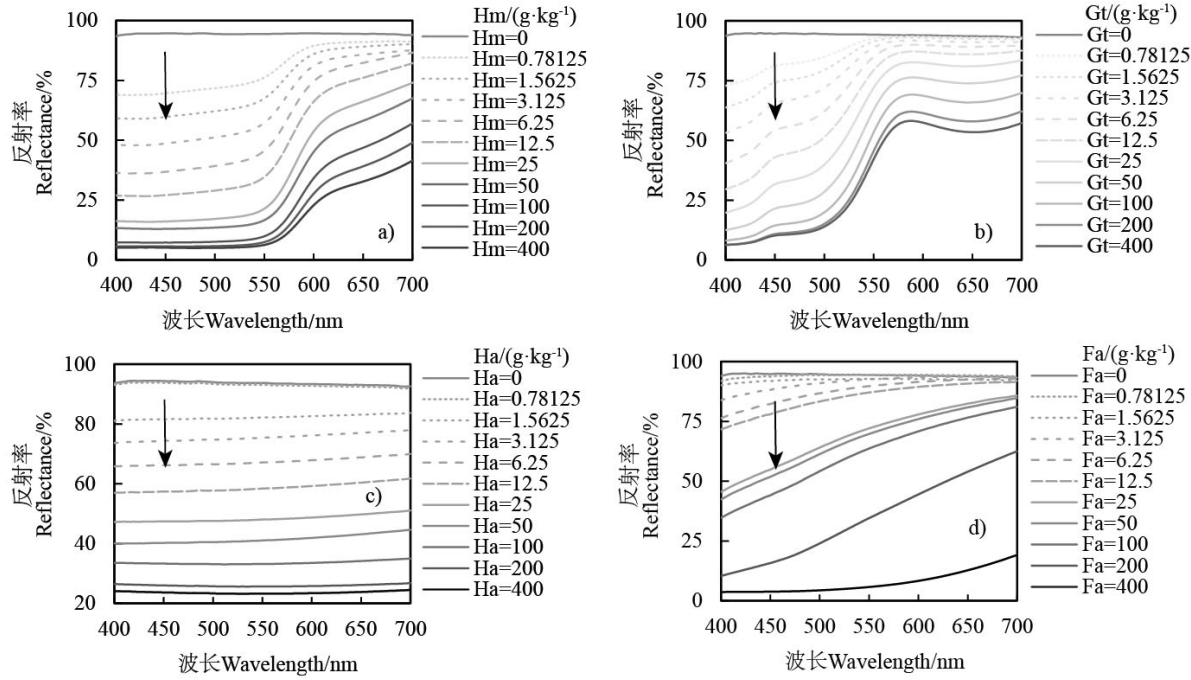 反射率
Reflectance/%
100
75
50
25
0
400 450 500 550 600 650 700
波长Wavelength/nm
a)
Hm/(g·kg⁻¹)
Hm=0
Hm=0.78125
Hm=1.5625
Hm=3.125
Hm=6.25
Hm=12.5
Hm=25
Hm=50
Hm=100
Hm=200
Hm=400
反射率
Reflectance/%
100
75
50
25
0
400 450 500 550 600 650 700
波长Wavelength/nm
b)
Gt/(g·kg⁻¹)
Gt=0
Gt=0.78125
Gt=1.5625
Gt=3.125
Gt=6.25
Gt=12.5
Gt=25
Gt=50
Gt=100
Gt=200
Gt=400
反射率
Reflectance/%
100
80
60
40
20
400 450 500 550 600 650 700
波长Wavelength/nm
c)
Ha/(g·kg⁻¹)
Ha=0
Ha=0.78125
Ha=1.5625
Ha=3.125
Ha=6.25
Ha=12.5
Ha=25
Ha=50
Ha=100
Ha=200
Ha=400
反射率
Reflectance/%
100
75
50
25
0
400 450 500 550 600 650 700
波长Wavelength/nm
d)
Fa/(g·kg⁻¹)
Fa=0
Fa=0.78125
Fa=1.5625
Fa=3.125
Fa=6.25
Fa=12.5
Fa=25
Fa=50
Fa=100
Fa=200
Fa=400